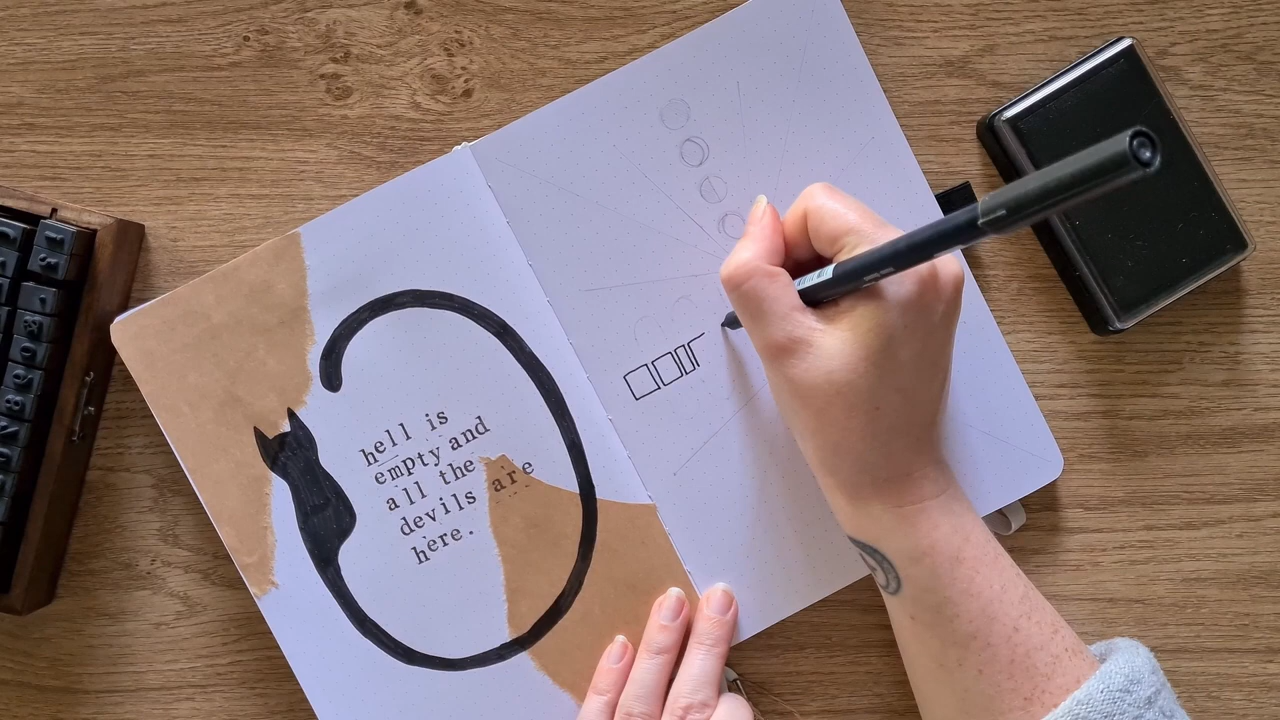 hell is
empty and
all the
devils are
here.